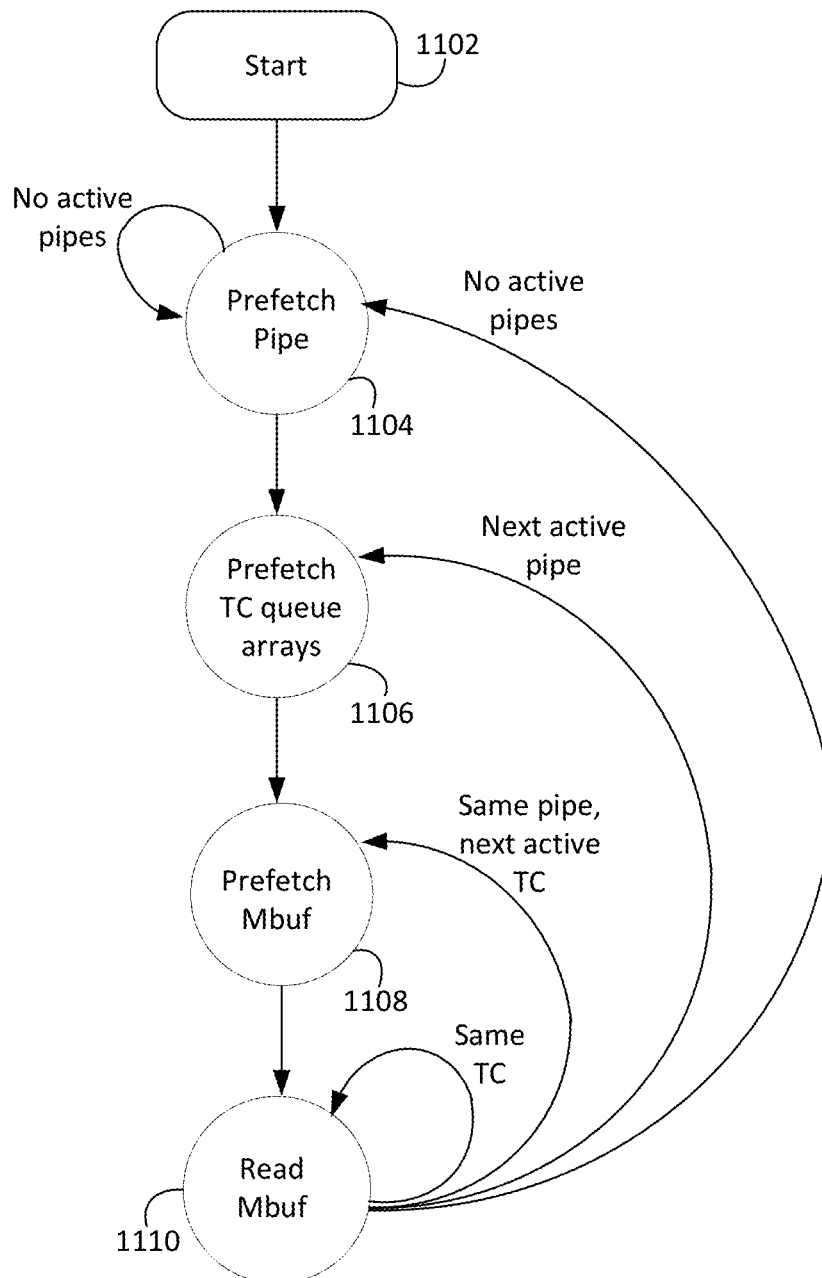 Start
1102
No active
pipes
Prefetch
Pipe
1104
No active
pipes
Prefetch
TC queue
arrays
1106
Next active
pipe
Prefetch
Mbuf
1108
Same pipe,
next active
TC
Same
TC
Read
Mbuf
1110